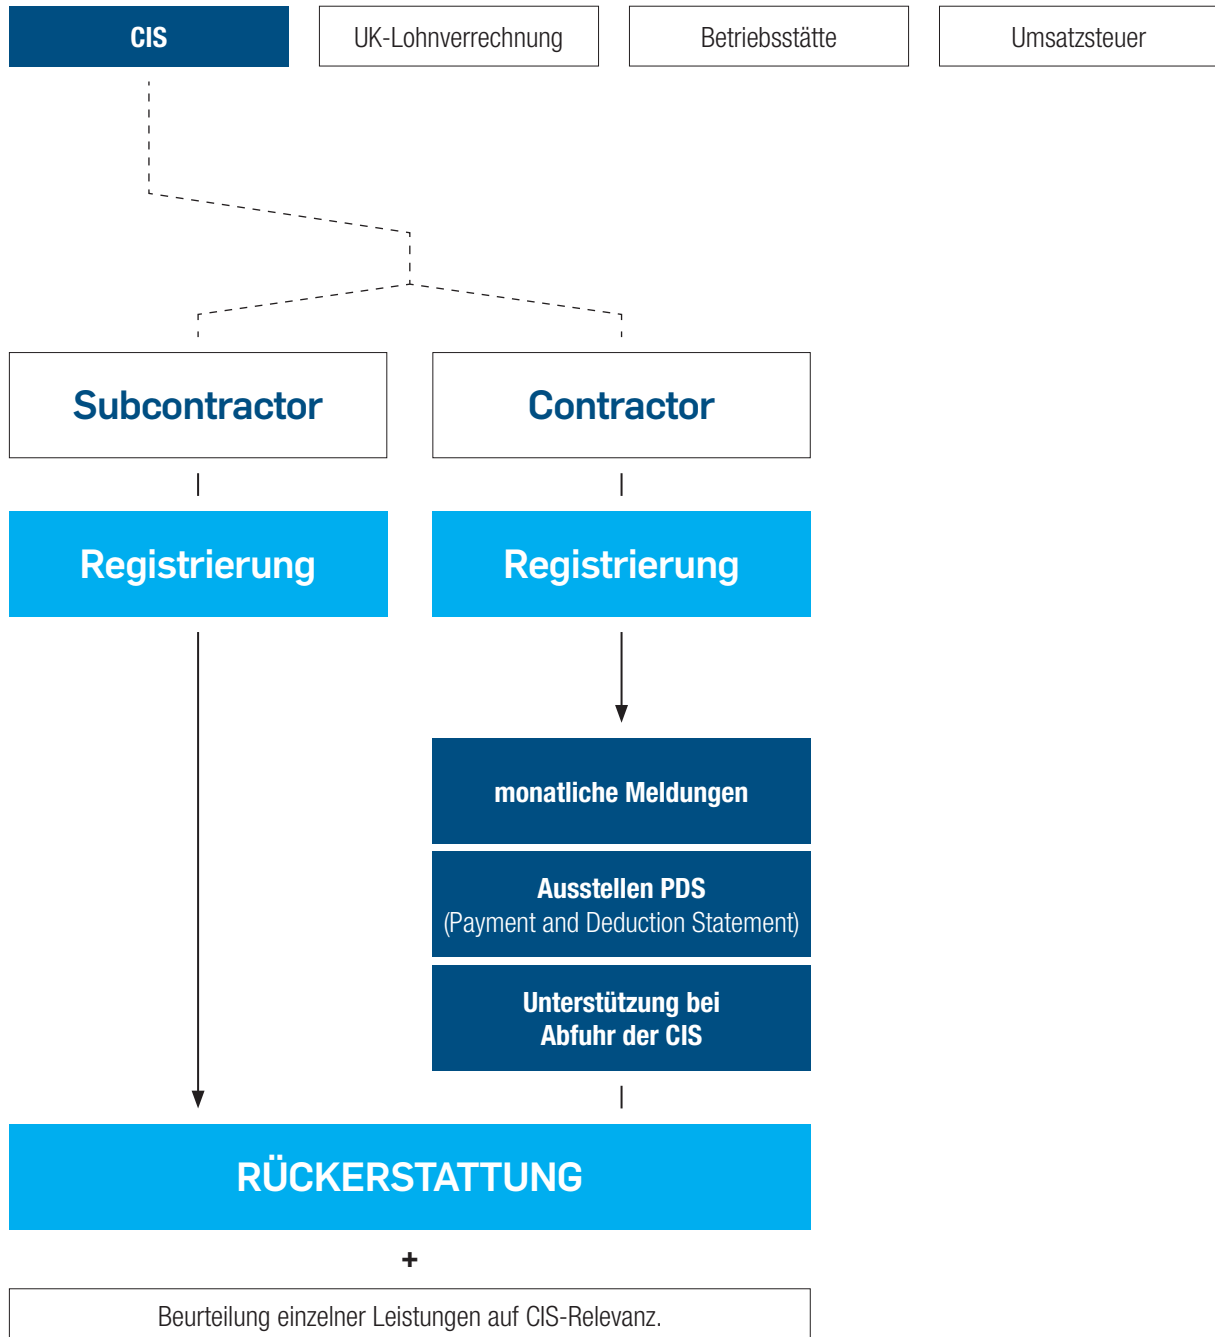 CIS
UK-Lohnverrechnung
Betriebsstätte
Umsatzsteuer
Subcontractor
Contractor
Registrierung
Registrierung
monatliche Meldungen
Ausstellen PDS
(Payment and Deduction Statement)
Unterstützung bei
Abfuhr der CIS
RÜCKERSTATTUNG
+
Beurteilung einzelner Leistungen auf CIS-Relevanz.